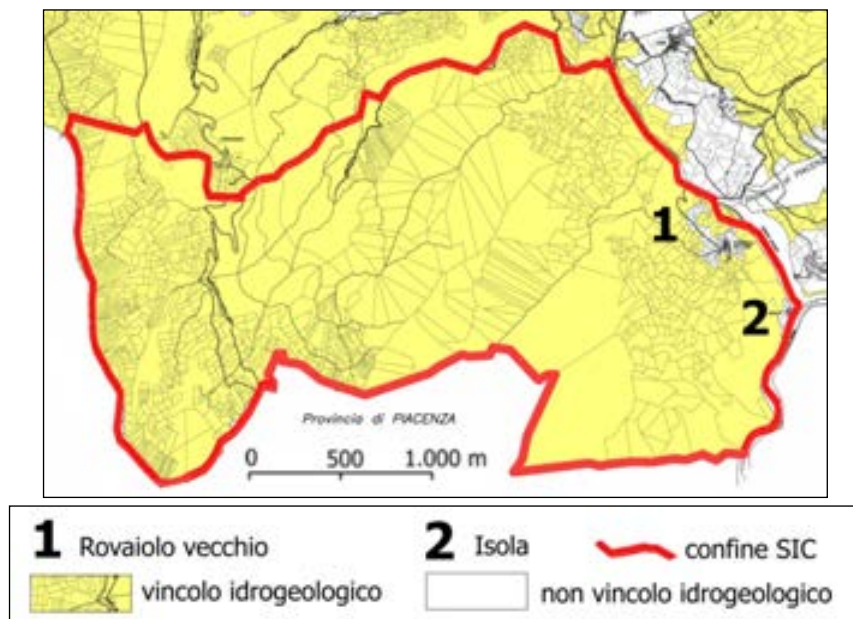 1
2
Provincia di PIACENZA
0 500 1.000 m
1 Rovaiolo vecchio 2 Isola confine SIC
vincolo idrogeologico non vincolo idrogeologico